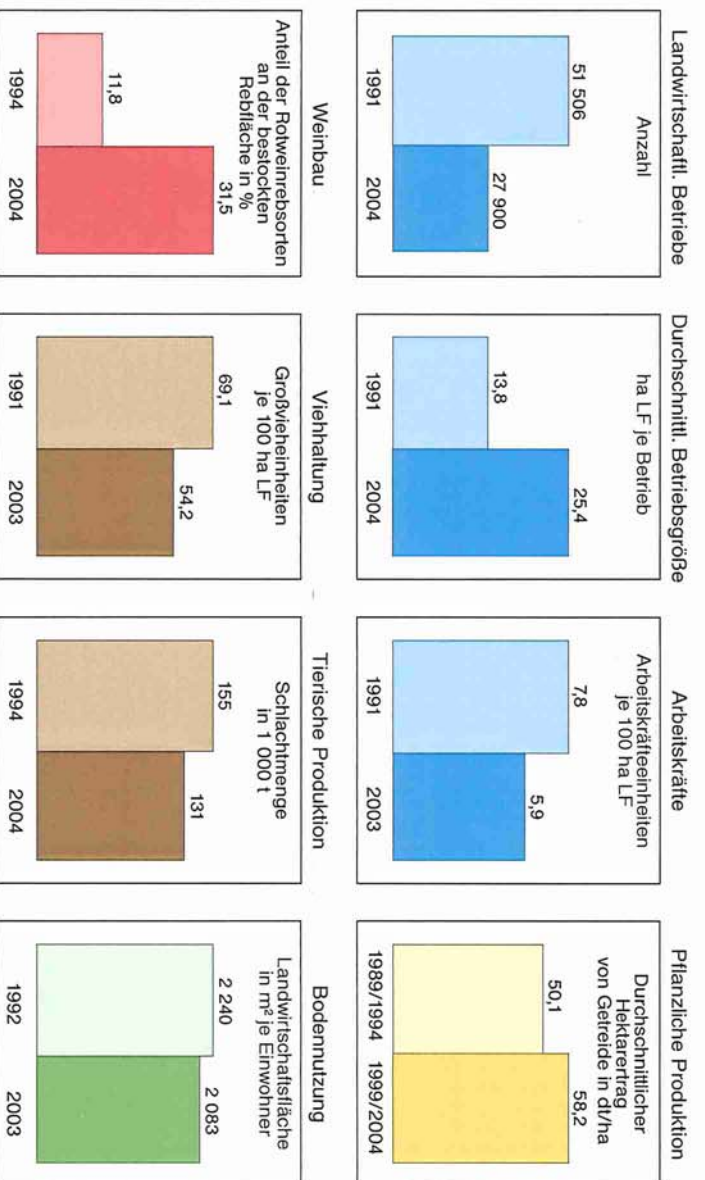 Landwirtschaftl. Betriebe
Anzahl
51 506
27 900
1991
2004
Durchschnittl. Betriebsgröße
ha LF je Betrieb
13,8
25,4
1991
2004
Arbeitskräfte
Arbeitskräfteeinheiten
je 100 ha LF
7,8
5,9
1991
2003
Pflanzliche Produktion
Durchschnittlicher
Hektarertrag
von Getreide in dt/ha
50,1
58,2
1989/1994
1999/2004
Weinbau
Anteil der Rotweinrebsorten
an der bestockten
Rebfläche in %
11,8
31,5
1994
2004
Viehhaltung
Großvieheinheiten
je 100 ha LF
69,1
54,2
1991
2003
Tierische Produktion
Schlachtmenge
in 1 000 t
155
131
1994
2004
Bodennutzung
Landwirtschaftsfläche
in m² je Einwohner
2 240
2 083
1992
2003